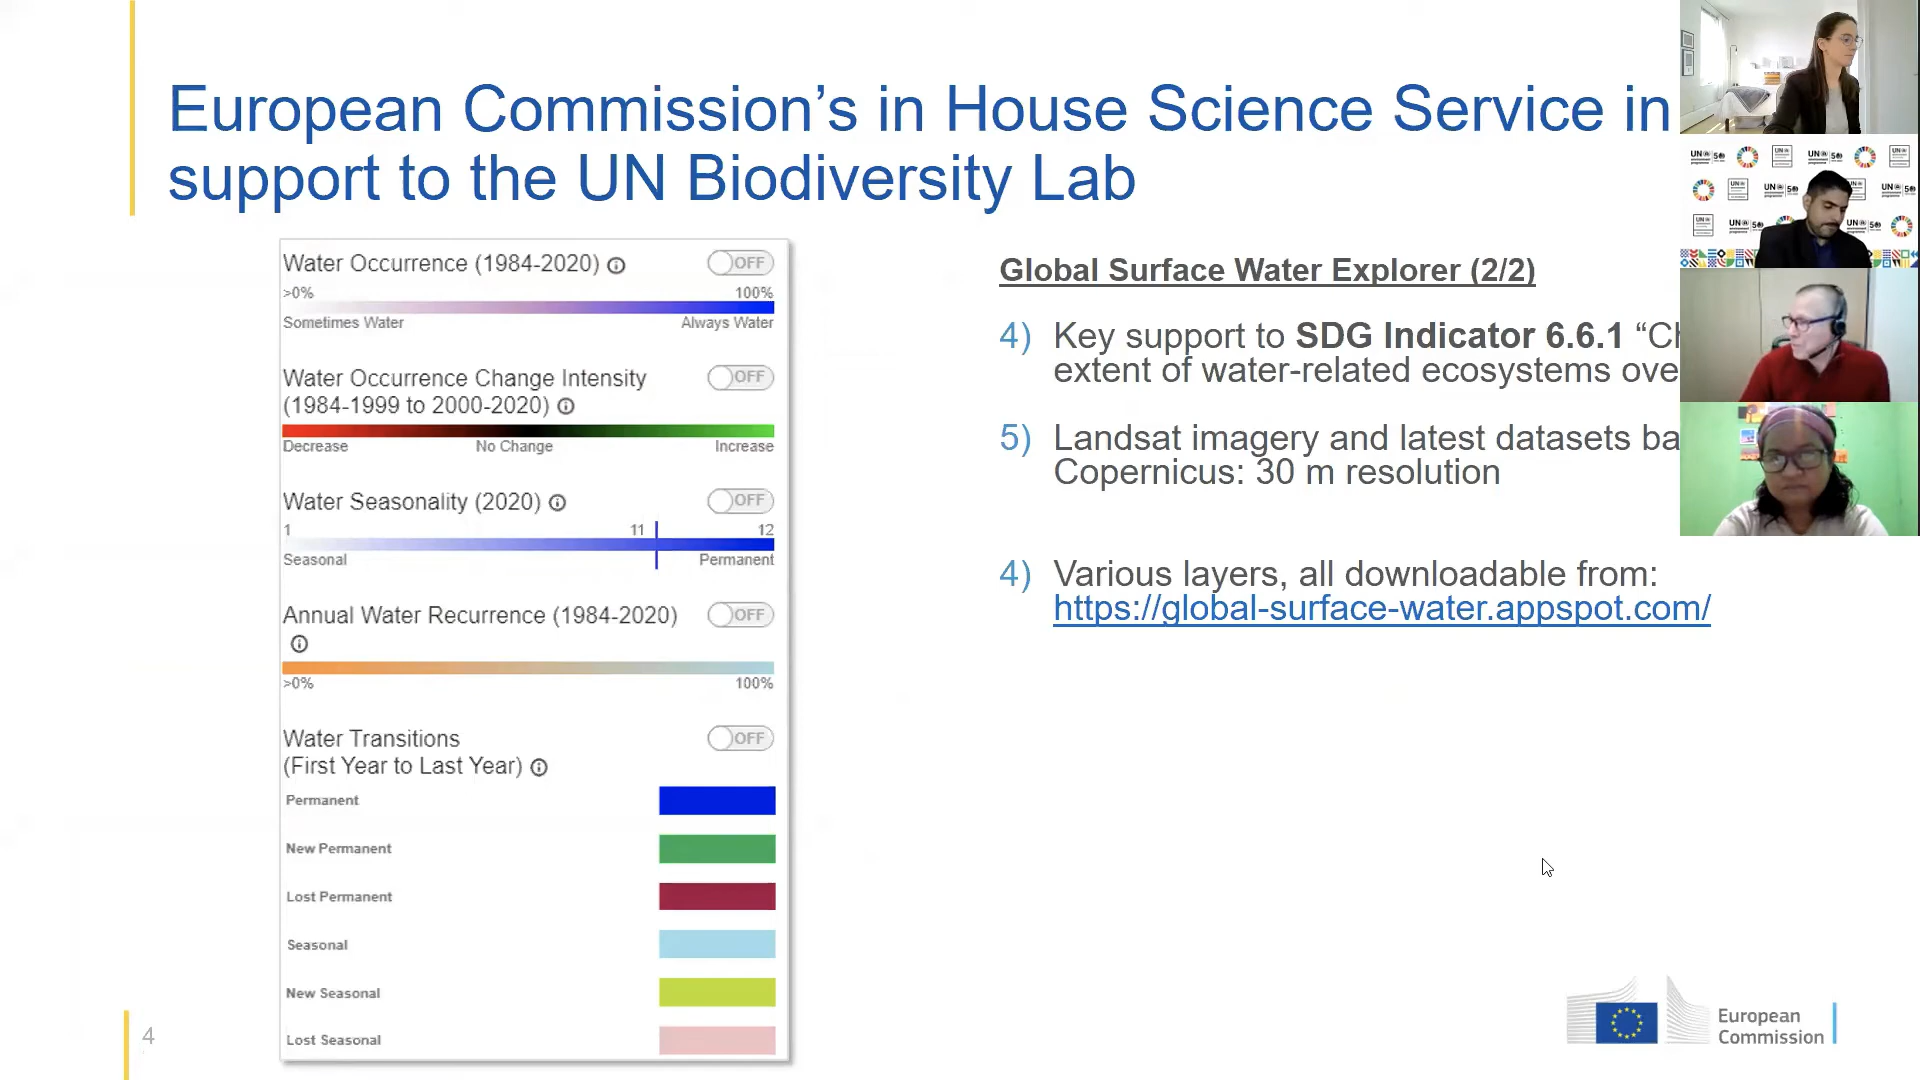 European Commission’s in House Science Service in
support to the UN Biodiversity Lab
Water Occurrence (1984-2020)
OFF
>0%
100%
Sometimes Water
Always Water
Water Occurrence Change Intensity
(1984-1999 to 2000-2020)
OFF
Decrease
No Change
Increase
Water Seasonality (2020)
OFF
1
11
12
Seasonal
Permanent
Annual Water Recurrence (1984-2020)
OFF
>0%
100%
Water Transitions
(First Year to Last Year)
OFF
Permanent
New Permanent
Lost Permanent
Seasonal
New Seasonal
Lost Seasonal
Global Surface Water Explorer (2/2)
4) Key support to SDG Indicator 6.6.1 “Ch
extent of water-related ecosystems ove
5) Landsat imagery and latest datasets ba
Copernicus: 30 m resolution
4) Various layers, all downloadable from:
https://global-surface-water.appspot.com/
4
European
Commission